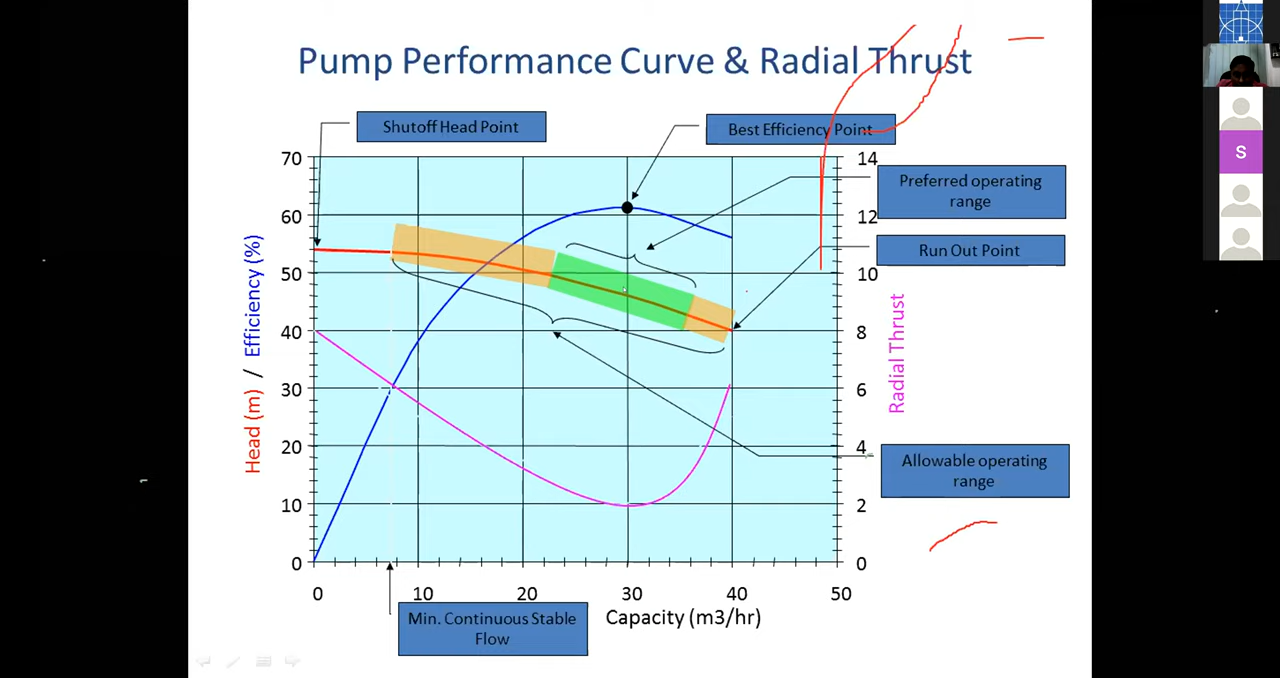 Pump Performance Curve & Radial Thrust
Shutoff Head Point
Best Efficiency Point
Preferred operating
range
Run Out Point
Allowable operating
range
Min. Continuous Stable
Flow
Head (m) / Efficiency (%)
70
60
50
40
30
20
10
0
14
12
10
8
6
4
2
0
Radial Thrust
0 10 20 30 40 50
Capacity (m3/hr)
S